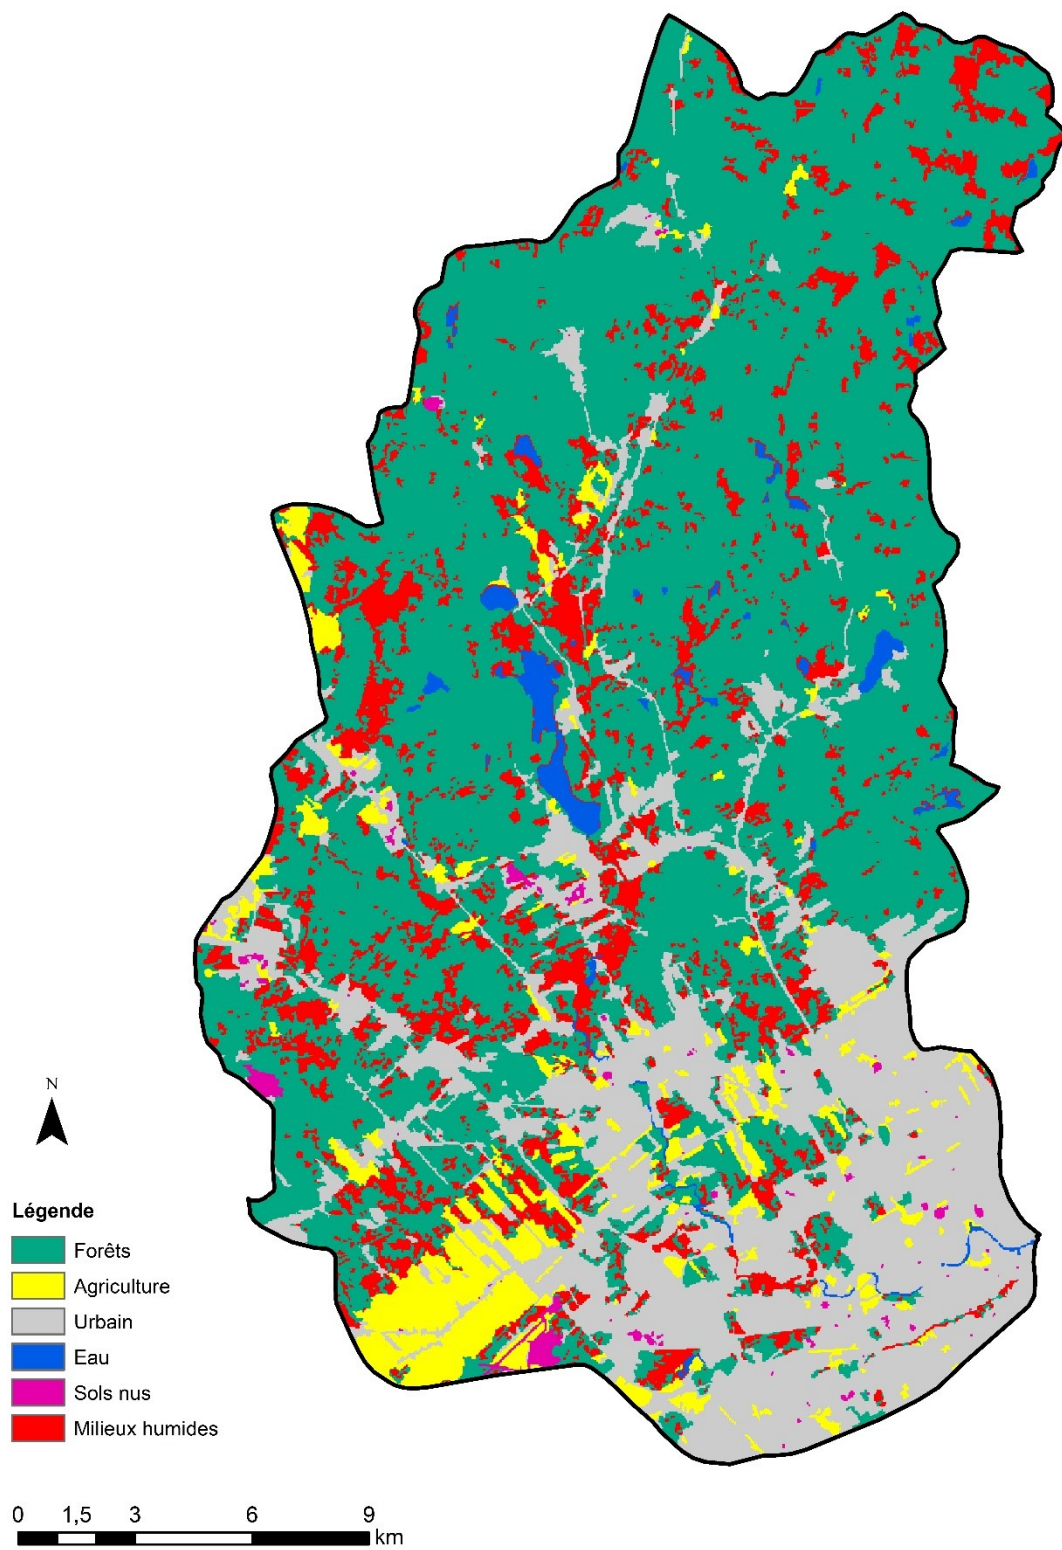 N
Légende
Forêts
Agriculture
Urbain
Eau
Sols nus
Milieux humides
0 1,5 3 6 9
km